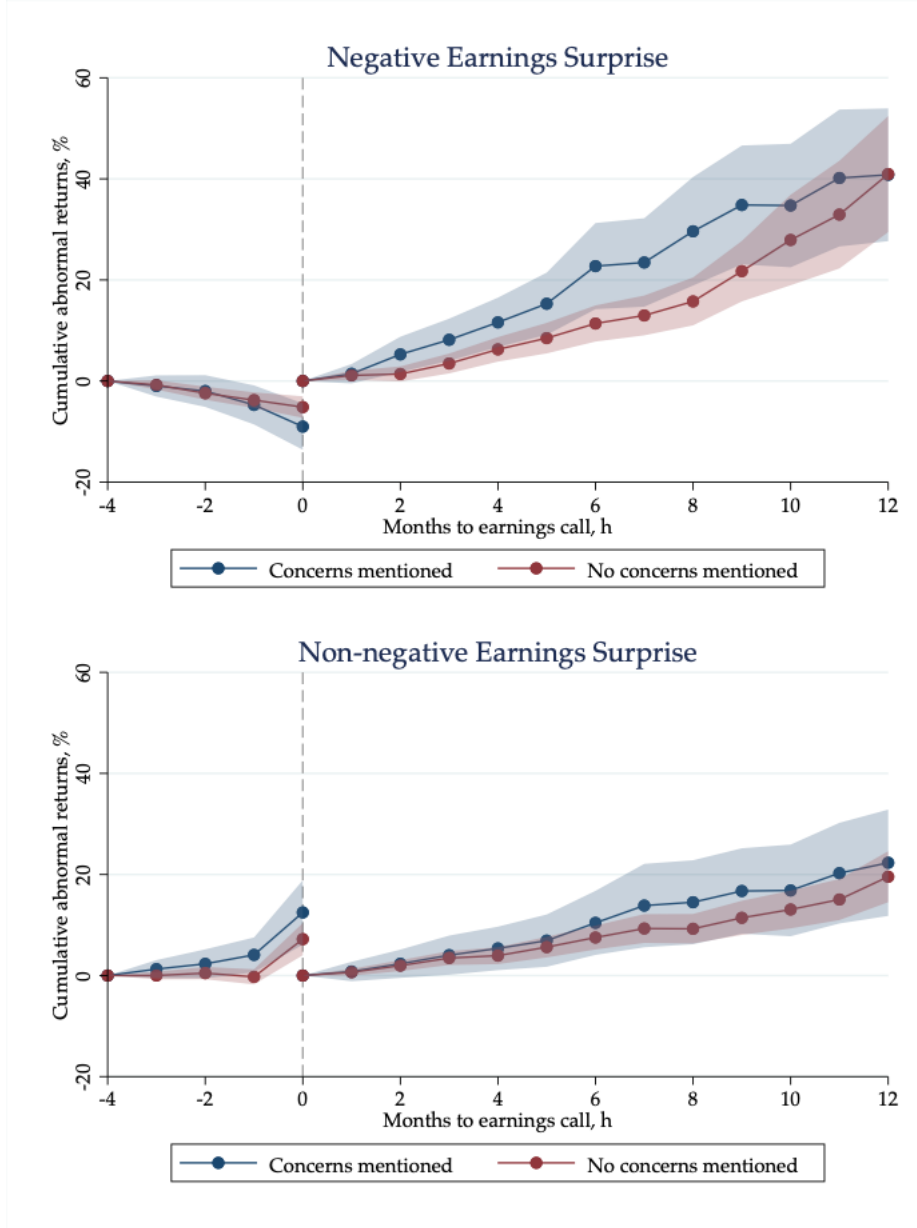 Negative Earnings Surprise
Cumulative abnormal returns, %
60
40
20
0
-20
-4 -2 0 2 4 6 8 10 12
Months to earnings call, h
Concerns mentioned No concerns mentioned
Non-negative Earnings Surprise
Cumulative abnormal returns, %
60
40
20
0
-20
-4 -2 0 2 4 6 8 10 12
Months to earnings call, h
Concerns mentioned No concerns mentioned